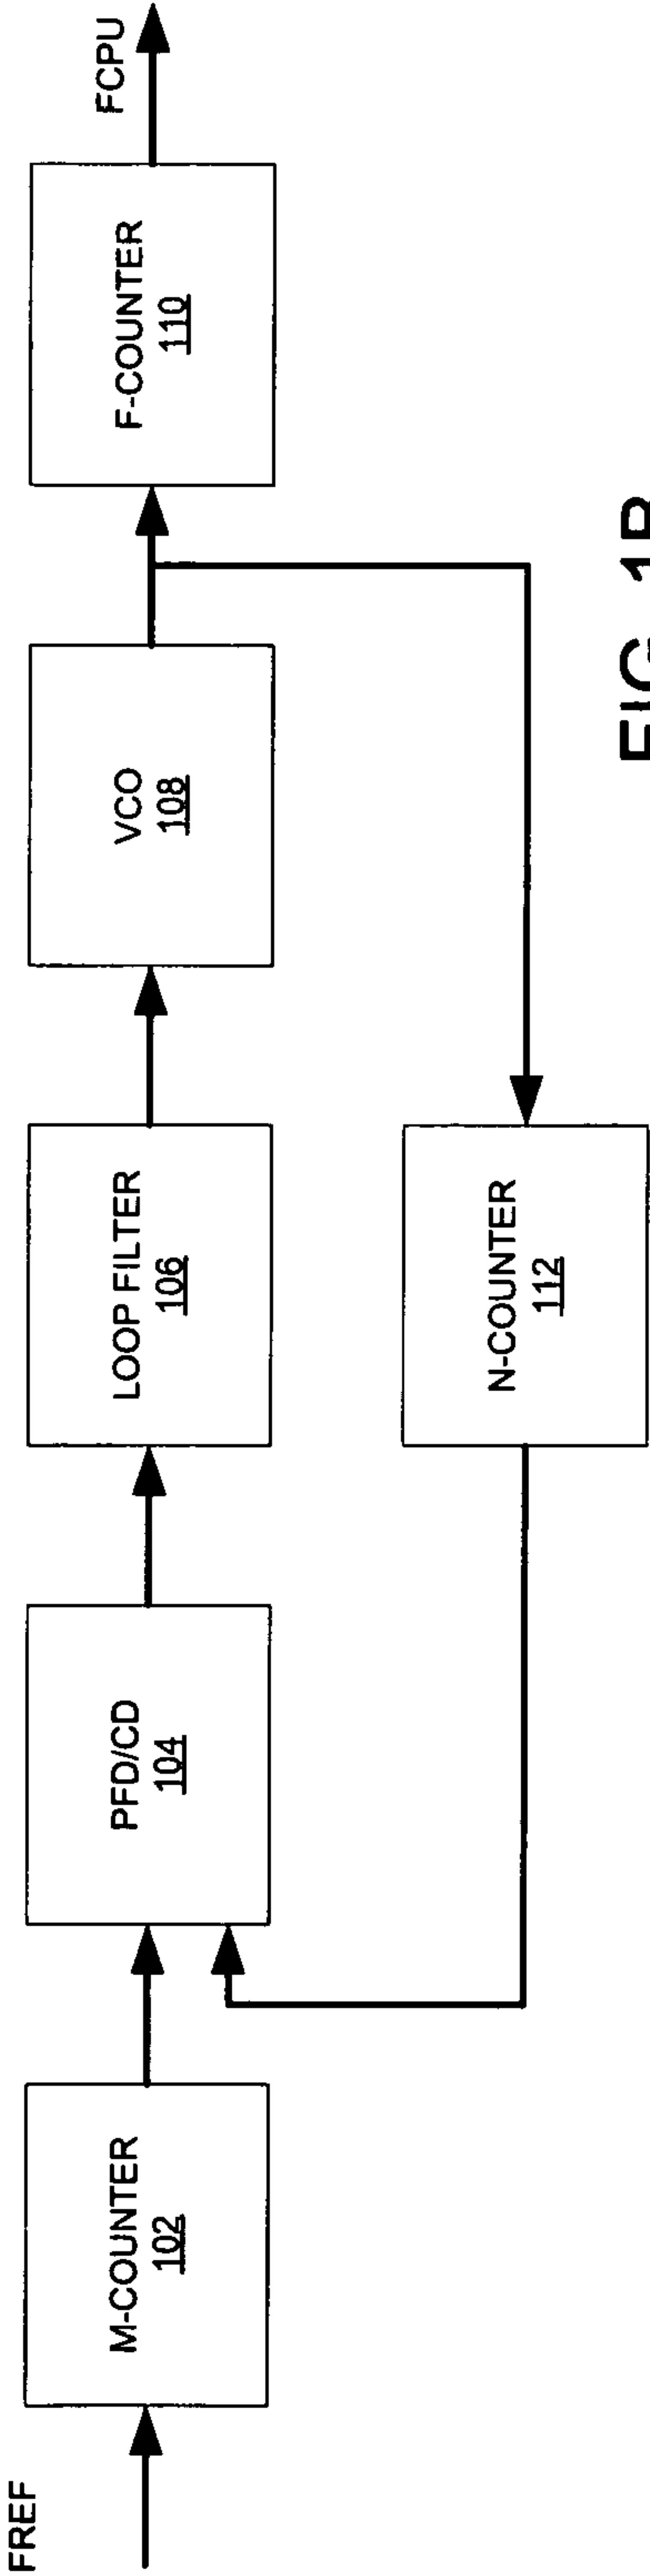 FREF
M-COUNTER
102
PFD/CD
104
LOOP FILTER
106
VCO
108
F-COUNTER
110
FCPU
N-COUNTER
112